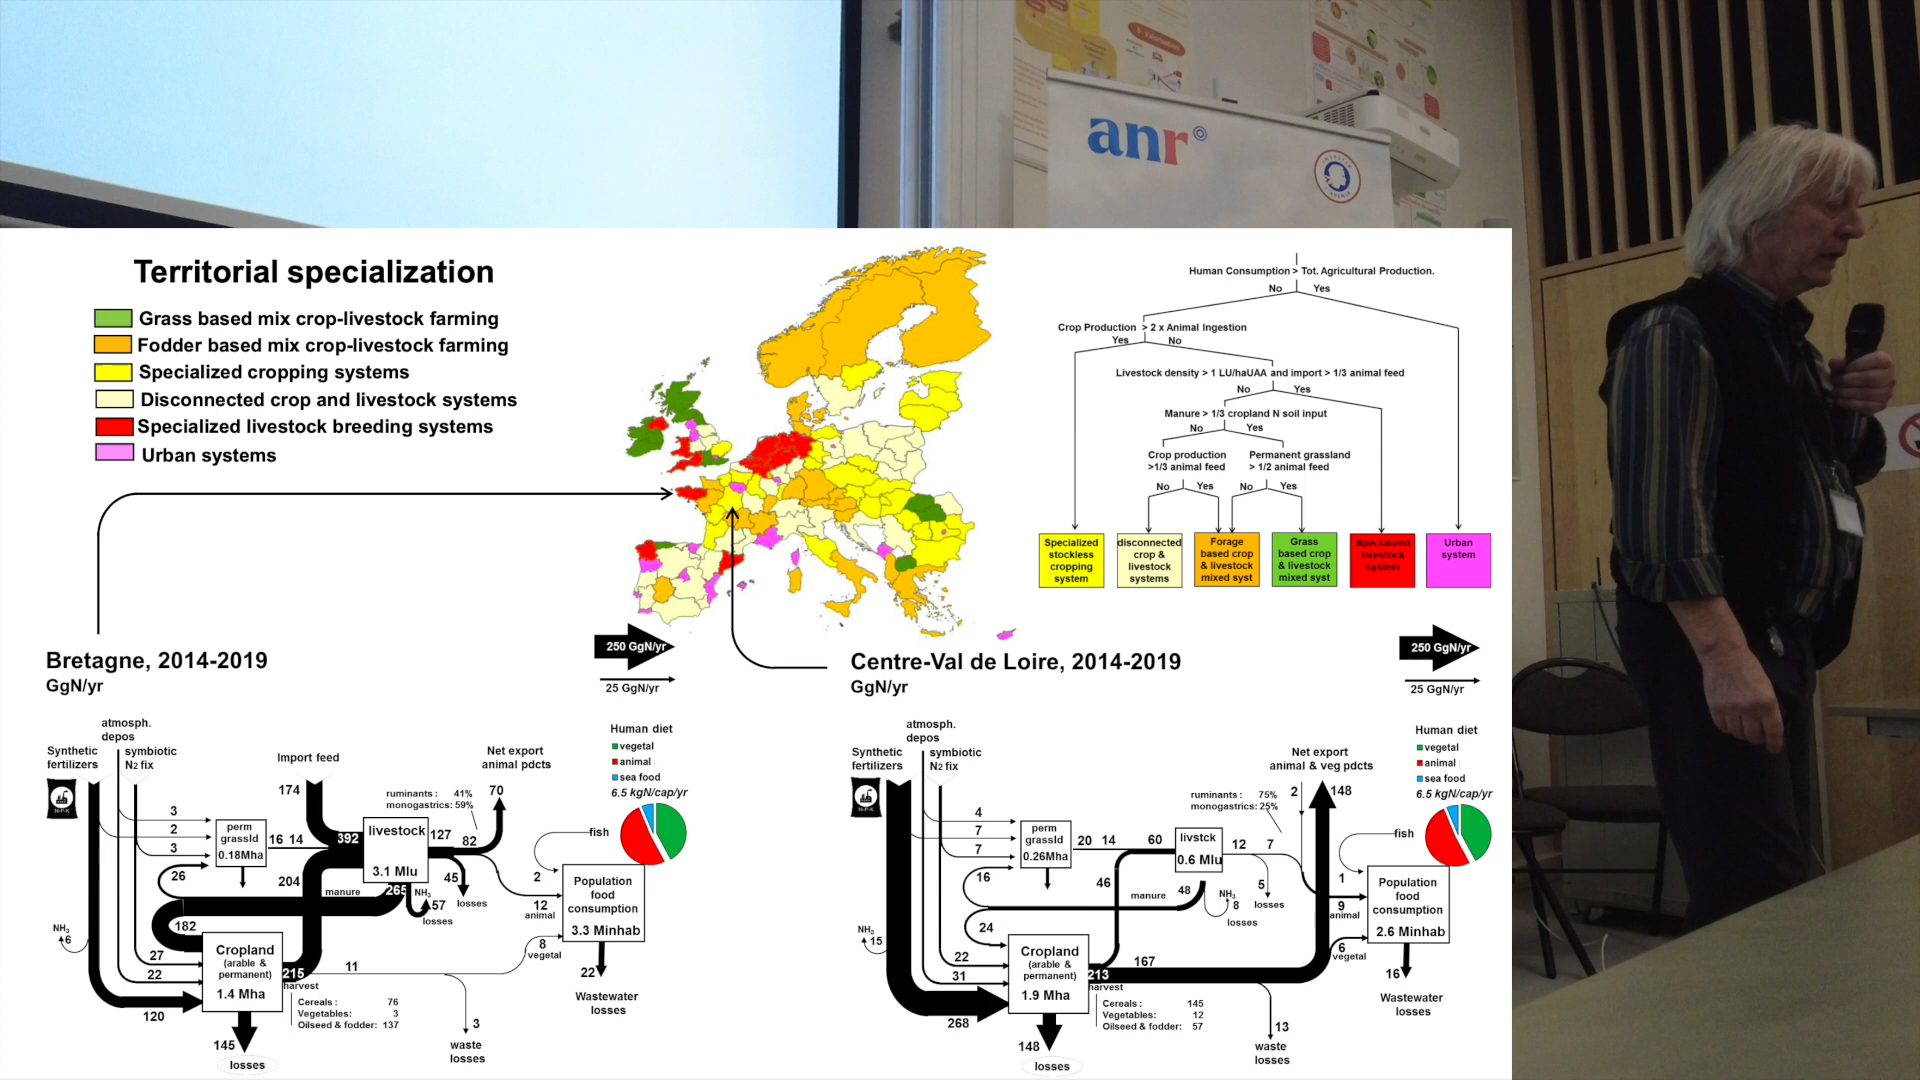 anr
Territorial specialization
Grass based mix crop-livestock farming
Fodder based mix crop-livestock farming
Specialized cropping systems
Disconnected crop and livestock systems
Specialized livestock breeding systems
Urban systems
Human Consumption > Tot. Agricultural Production.
No Yes
Crop Production > 2 x Animal Ingestion
Yes No
Livestock density > 1 LU/haUAA and import > 1/3 animal feed
No Yes
Manure > 1/3 cropland N soil input
No Yes
Crop production
>1/3 animal feed
Permanent grassland
> 1/2 animal feed
No Yes No Yes
Specialized
stockless
cropping
system
disconnected
crop &
livestock
systems
Forage
based crop
& livestock
mixed syst
Grass
based crop
& livestock
mixed syst
Specialized
livestock
system
Urban
system
Bretagne, 2014-2019
GgN/yr
250 GgN/yr
25 GgN/yr
atmosph.
depos
Synthetic
fertilizers
symbiotic
N2 fix
N-P-K
Import feed
174
Net export
animal pdcts
70
ruminants : 41%
monogastrics: 59%
Human diet
vegetal
animal
sea food
6.5 kgN/cap/yr
3
2
3
26
perm
grassld
0.18Mha
16 14
392
livestock
3.1 Mlu
127
82
45
losses
265
NH3
57
losses
manure
204
182
fish
2
12
animal
8
vegetal
Population
food
consumption
3.3 Minhab
22
Wastewater
losses
NH3
6
27
22
120
Cropland
(arable &
permanent)
1.4 Mha
215
harvest
11
Cereals : 76
Vegetables: 3
Oilseed & fodder: 137
3
waste
losses
145
losses
Centre-Val de Loire, 2014-2019
GgN/yr
250 GgN/yr
25 GgN/yr
atmosph.
depos
Synthetic
fertilizers
symbiotic
N2 fix
N-P-K
Net export
animal & veg pdcts
2
148
ruminants : 75%
monogastrics: 25%
Human diet
vegetal
animal
sea food
6.5 kgN/cap/yr
4
7
7
16
perm
grassld
0.26Mha
20 14
60
livstck
0.6 Mlu
12
7
5
losses
48
NH3
8
losses
manure
46
24
fish
1
9
animal
6
vegetal
Population
food
consumption
2.6 Minhab
16
Wastewater
losses
NH3
15
22
31
268
Cropland
(arable &
permanent)
1.9 Mha
213
harvest
167
Cereals : 145
Vegetables: 12
Oilseed & fodder: 57
13
waste
losses
148
losses